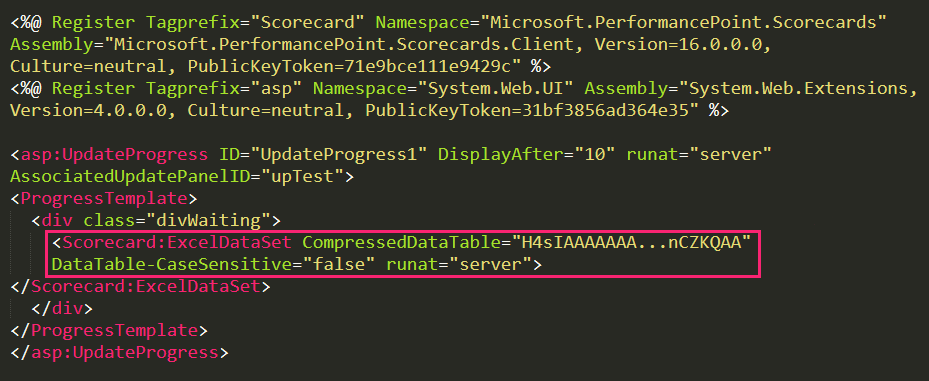 <%@ Register Tagprefix="Scorecard" Namespace="Microsoft.PerformancePoint.Scorecards"
Assembly="Microsoft.PerformancePoint.Scorecards.Client, Version=16.0.0.0,
Culture=neutral, PublicKeyToken=71e9bce111e9429c" %>
<%@ Register Tagprefix="asp" Namespace="System.Web.UI" Assembly="System.Web.Extensions,
Version=4.0.0.0, Culture=neutral, PublicKeyToken=31bf3856ad364e35" %>
<asp:UpdateProgress ID="UpdateProgress1" DisplayAfter="10" runat="server"
AssociatedUpdatePanelID="upTest">
<ProgressTemplate>
<div class="divWaiting">
<Scorecard:ExcelDataSet CompressedDataTable="H4sIAAAAAAA...nCZKQAA"
DataTable-CaseSensitive="false" runat="server">
</Scorecard:ExcelDataSet>
</div>
</ProgressTemplate>
</asp:UpdateProgress>